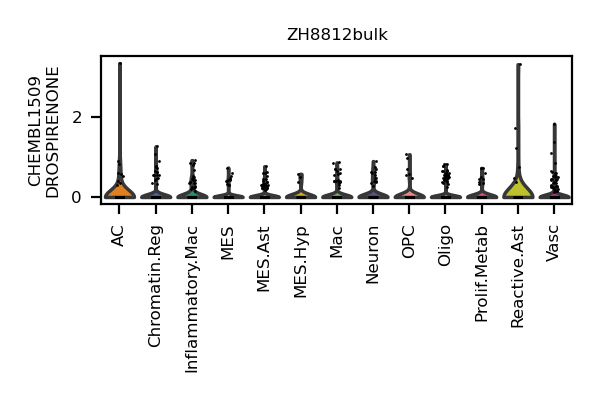 ZH8812bulk
CHEMBL1509
DROSPIRENONE
2
0
AC
Chromatin.Reg
Inflammatory.Mac
MES
MES.Ast
MES.Hyp
Mac
Neuron
OPC
Oligo
Prolif.Metab
Reactive.Ast
Vasc